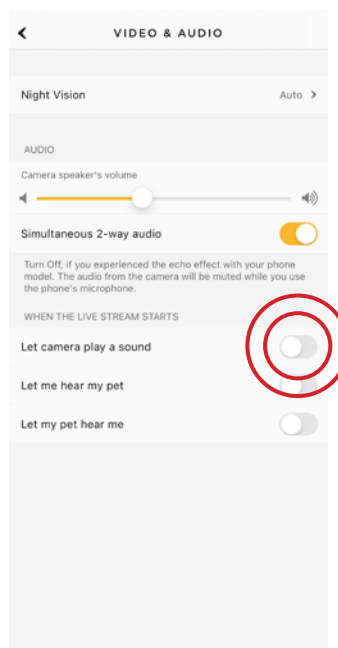 VIDEO & AUDIO
Night Vision Auto
AUDIO
Camera speaker's volume
Simultaneous 2-way audio
Turn Off, if you experienced the echo effect with your phone
model. The audio from the camera will be muted while you use
the phone's microphone.
WHEN THE LIVE STREAM STARTS
Let camera play a sound
Let me hear my pet
Let my pet hear me